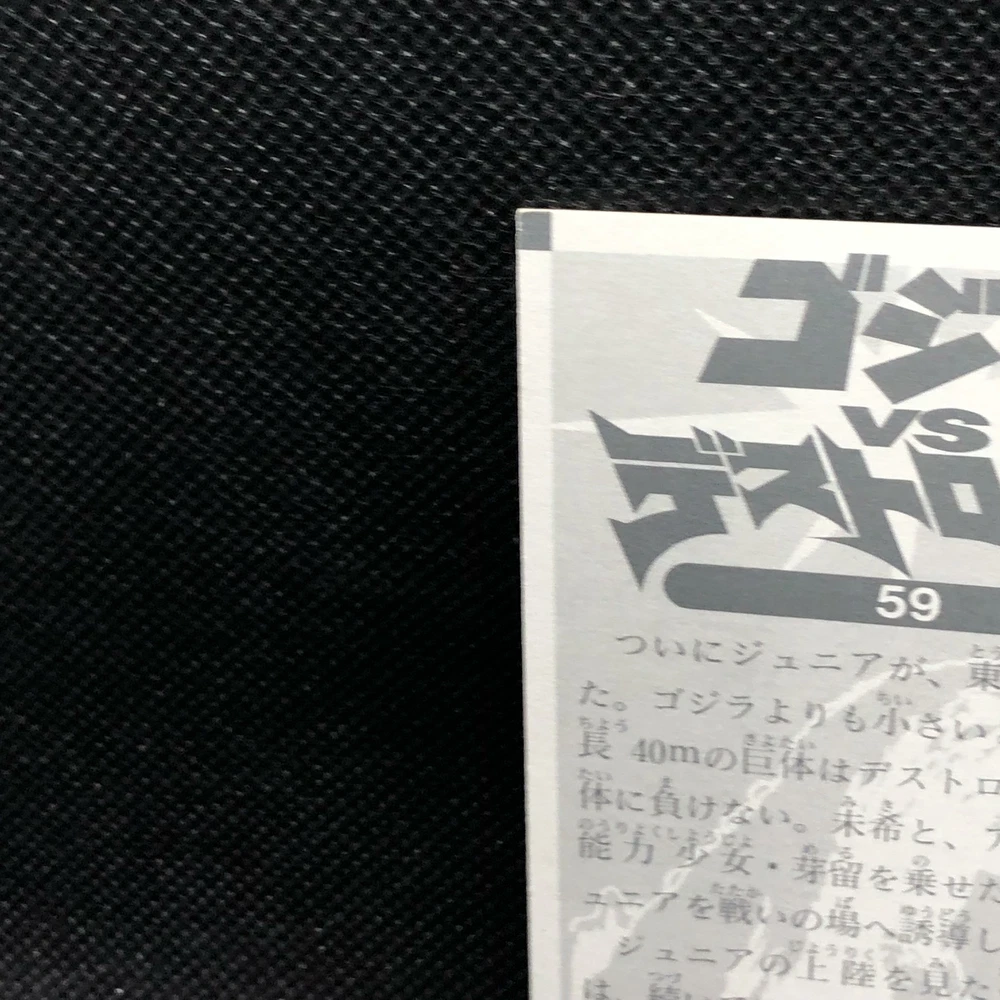 ゴジ
VS
デストロ
59
ついにジュニアが、東
た。ゴジラよりも小さい
長40mの巨体はデストロ
体に負けない。未希と、
能力少女・芽留を乗せた
ュニアを戦いの場へ誘導し
ジュニアの上陸を見た
は、